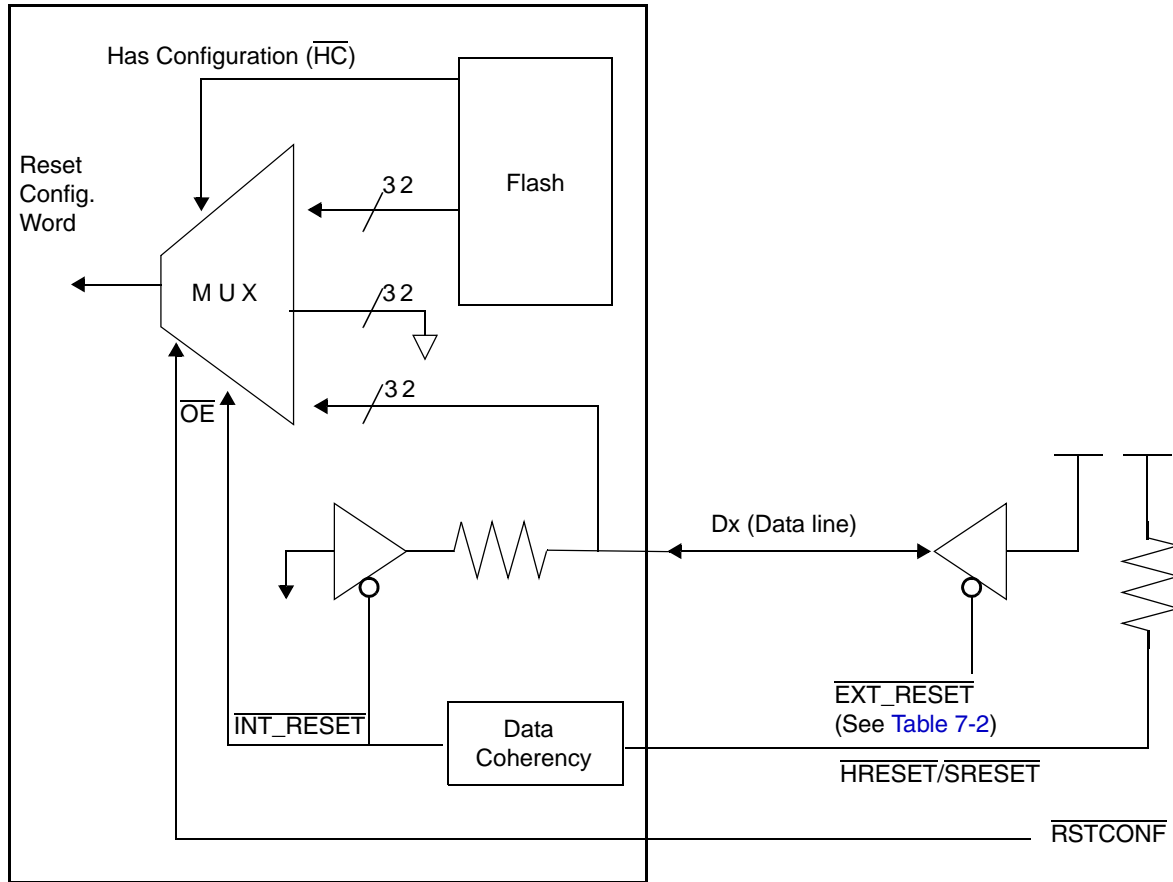 Has Configuration (HC)
Reset
Config.
Word
Flash
32
MUX
32
32
OE
Dx (Data line)
INT_RESET
Data
Coherency
EXT_RESET
(See Table 7-2)
HRESET/SRESET
RSTCONF